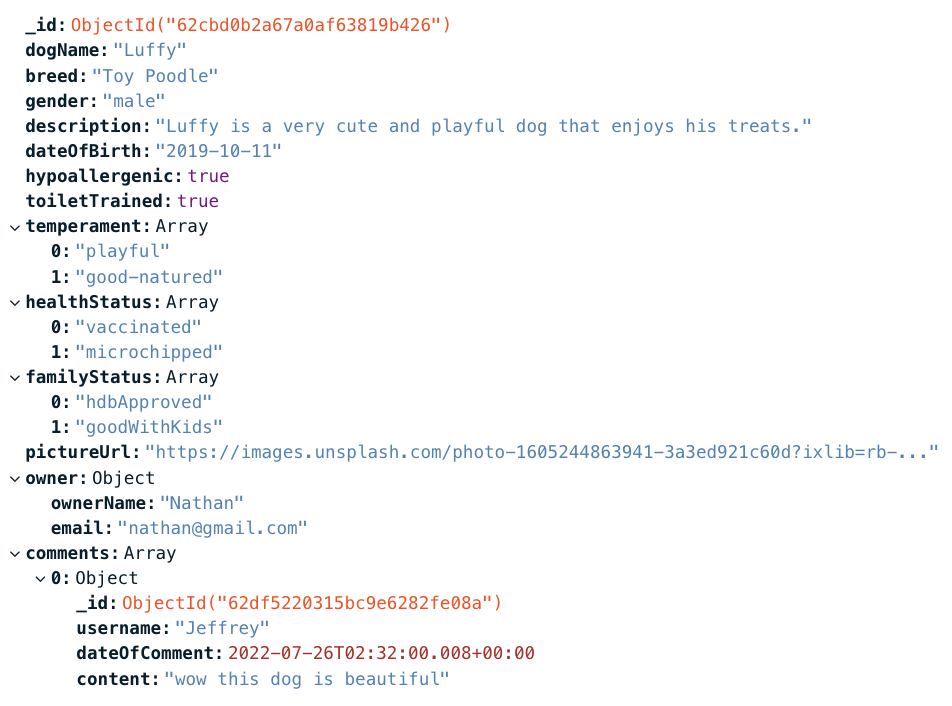 _id: ObjectId("62cbd0b2a67a0af63819b426")
dogName: "Luffy"
breed: "Toy Poodle"
gender: "male"
description: "Luffy is a very cute and playful dog that enjoys his treats."
dateOfBirth: "2019-10-11"
hypoallergenic: true
toiletTrained: true
temperament: Array
0: "playful"
1: "good-natured"
healthStatus: Array
0: "vaccinated"
1: "microchipped"
familyStatus: Array
0: "hdbApproved"
1: "goodWithKids"
pictureUrl: "https://images.unsplash.com/photo-1605244863941-3a3ed921c60d?ixlib=rb-..."
owner: Object
ownerName: "Nathan"
email: "nathan@gmail.com"
comments: Array
0: Object
_id: ObjectId("62df5220315bc9e6282fe08a")
username: "Jeffrey"
dateOfComment: 2022-07-26T02:32:00.008+00:00
content: "wow this dog is beautiful"